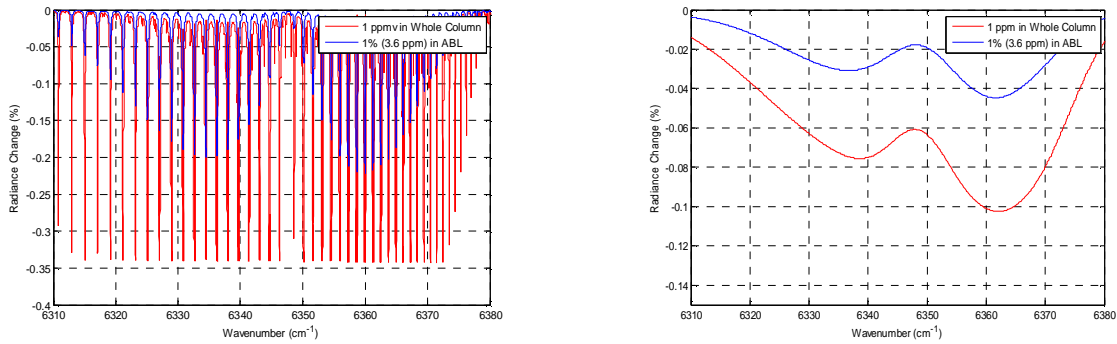 0
-0.05
-0.1
-0.15
-0.2
-0.25
-0.3
-0.35
-0.4
Radiance Change (%)
6310 6320 6330 6340 6350 6360 6370 6380
Wavenumber (cm-1)
1 ppmv in Whole Column
1% (3.6 ppm) in ABL
0
-0.02
-0.04
-0.06
-0.08
-0.1
-0.12
-0.14
Radiance Change (%)
6310 6320 6330 6340 6350 6360 6370 6380
Wavenumber (cm-1)
1 ppm in Whole Column
1% (3.6 ppm) in ABL